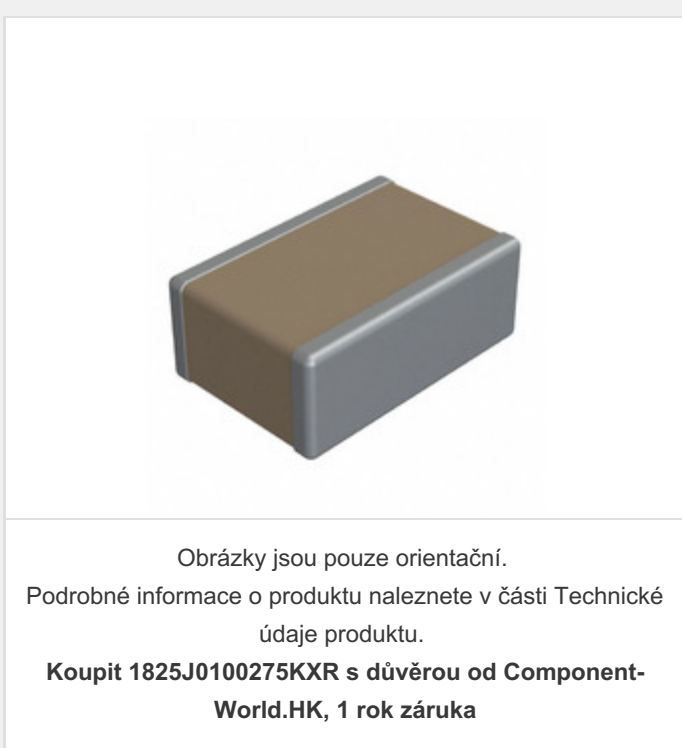 Obrázky jsou pouze orientační.
Podrobné informace o produktu naleznete v části Technické
údaje produktu.
Koupit 1825J0100275KXR s důvěrou od Component-
World.HK, 1 rok záruka